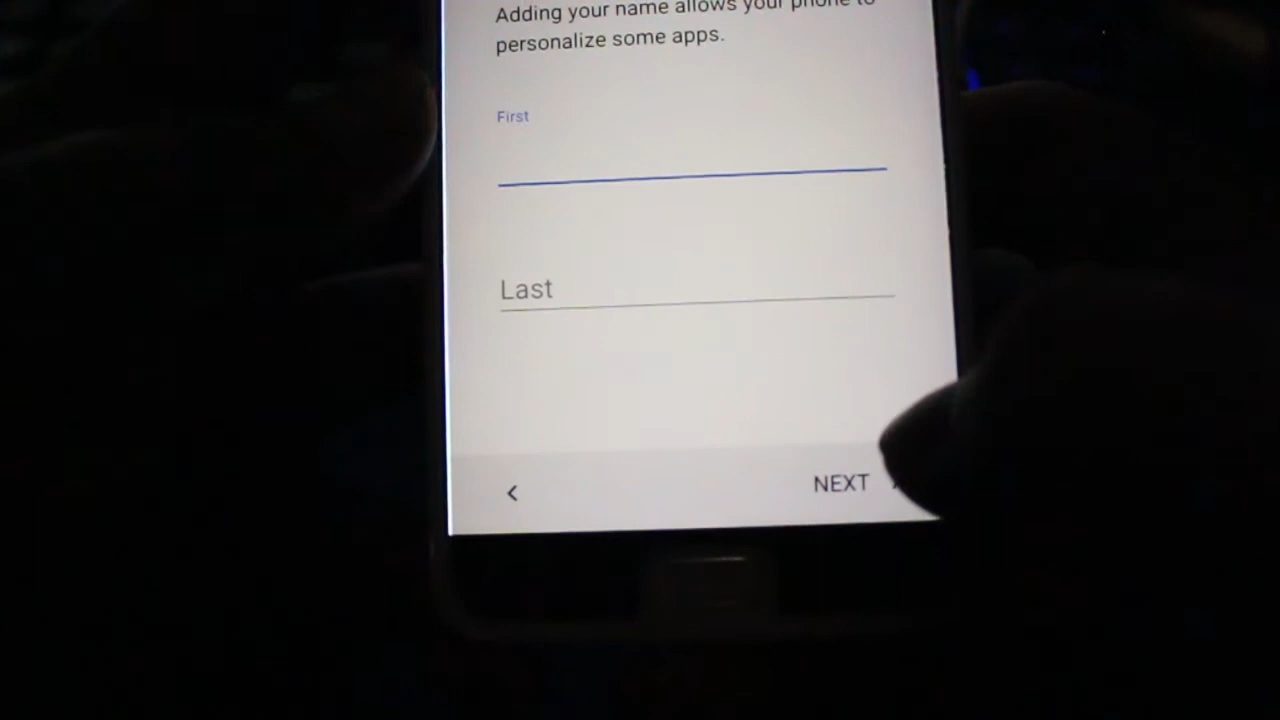 Adding your name allows your phone to
personalize some apps.
First
Last
< NEXT